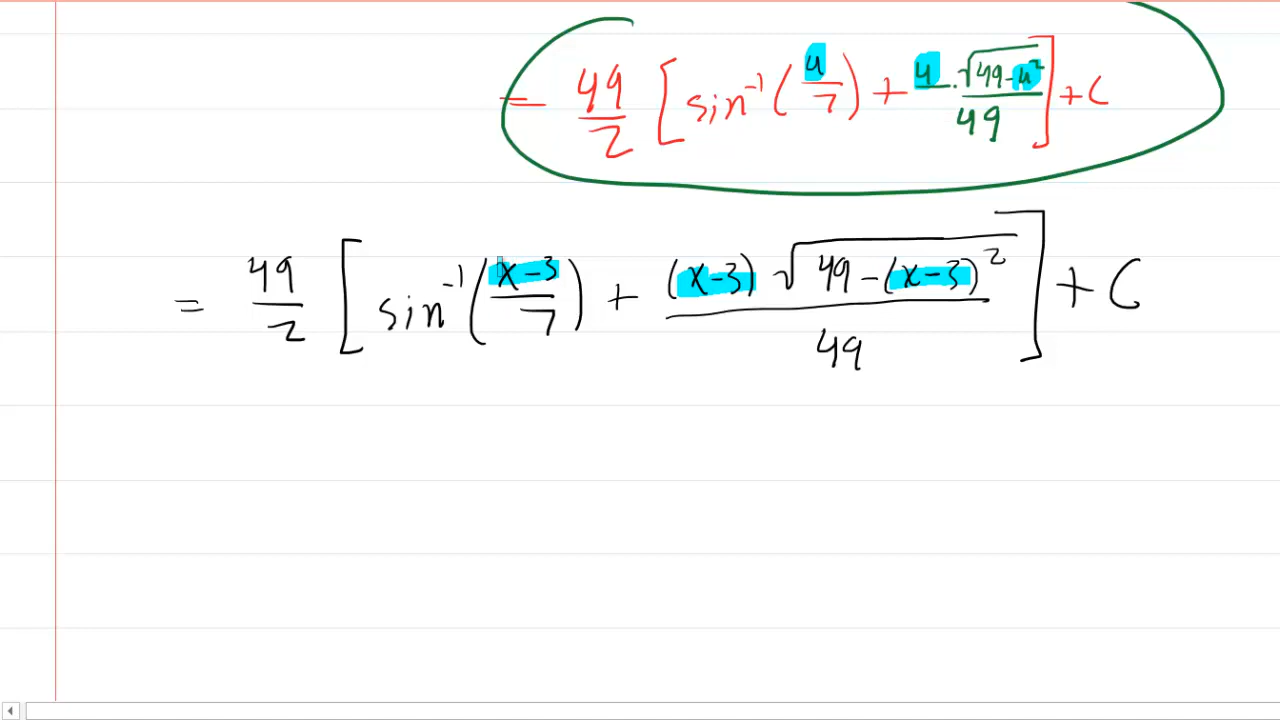 = 49/2 [ sin⁻¹(u/7) + u/ · √(49-u²)/49 ] + C
= 49/2 [ sin⁻¹((x-3)/7) + (x-3) √(49-(x-3)²)/49 ] + C